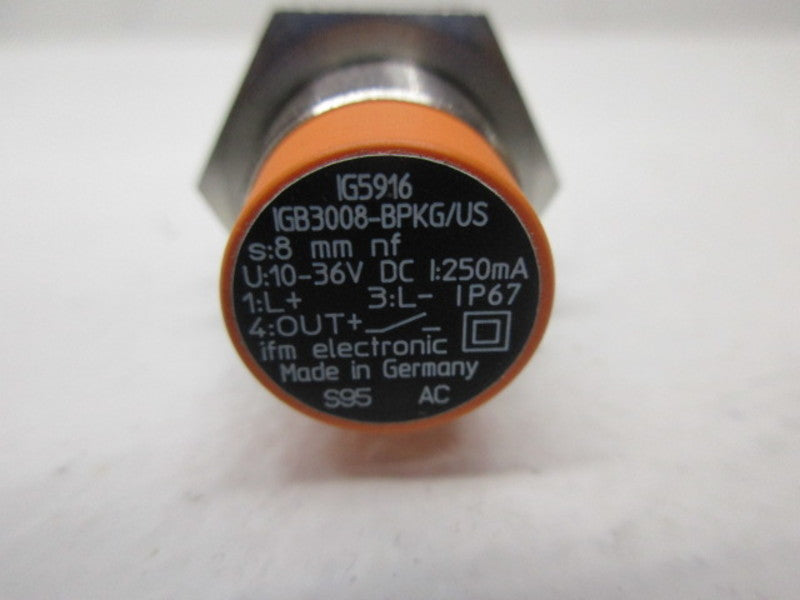 IG5916
IGB3008-BPKG/US
s:8 mm nf
U:10-36V DC I:250mA
1:L+ 3:L- IP67
4:OUT+
ifm electronic
Made in Germany
S95 AC